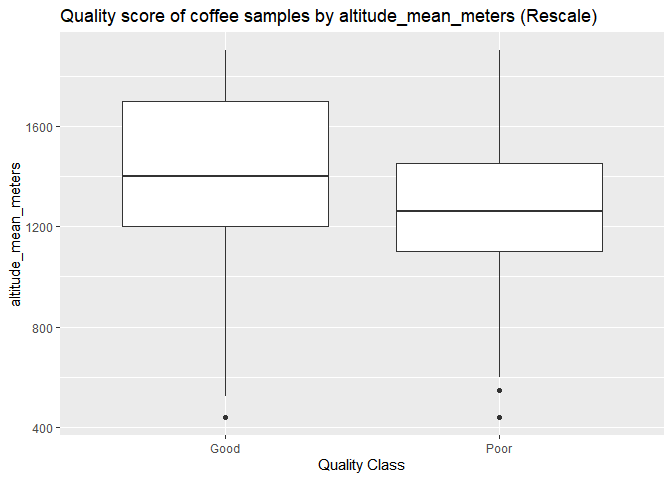 Quality score of coffee samples by altitude_mean_meters (Rescale)
altitude_mean_meters
1600
1200
800
400
Good Poor
Quality Class